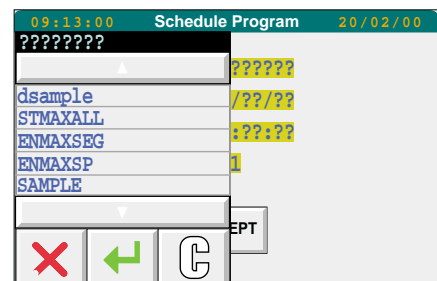 09:13:00 Schedule Program 20/02/00
????????
??????
dsample
/??/??
STMAXALL
:??:??
ENMAXSEG
ENMAXSP
1
SAMPLE
EPT
C